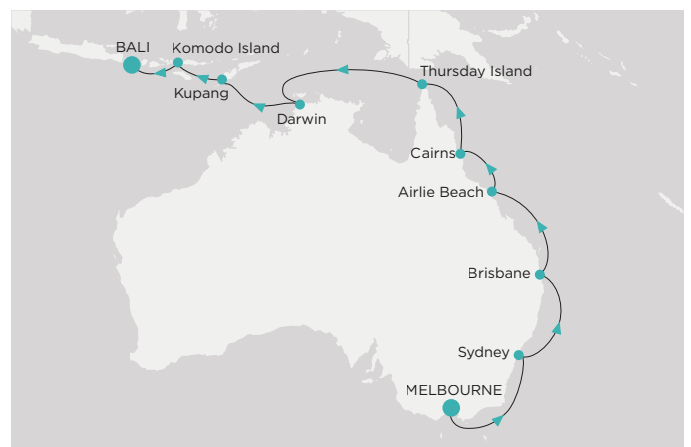 BALI
Komodo Island
Kupang
Thursday Island
Darwin
Cairns
Airlie Beach
Brisbane
Sydney
MELBOURNE